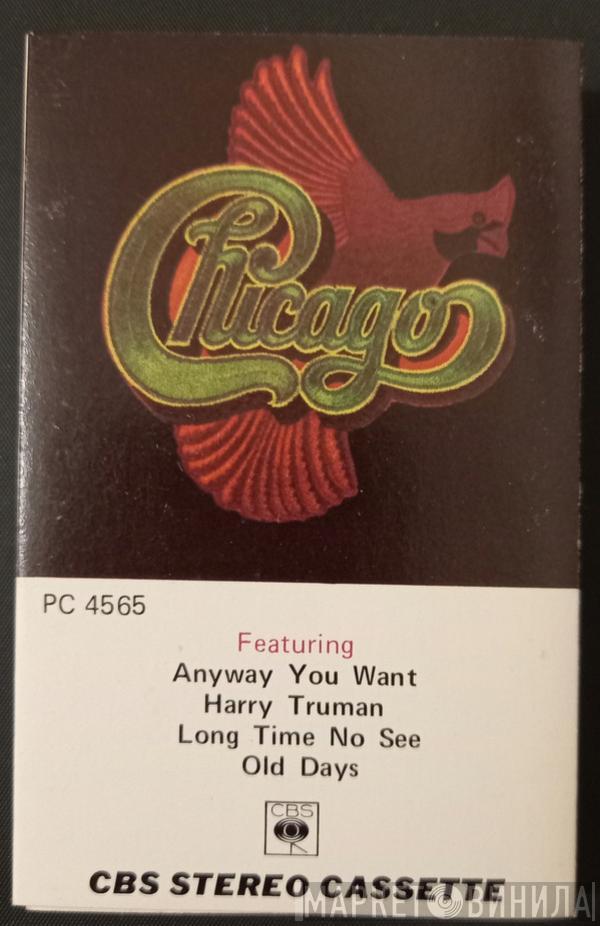 Chicago
PC 4565
Featuring
Anyway You Want
Harry Truman
Long Time No See
Old Days
CBS
CBS STEREO CASSETTE
МАРКЕТ ВИНИЛА